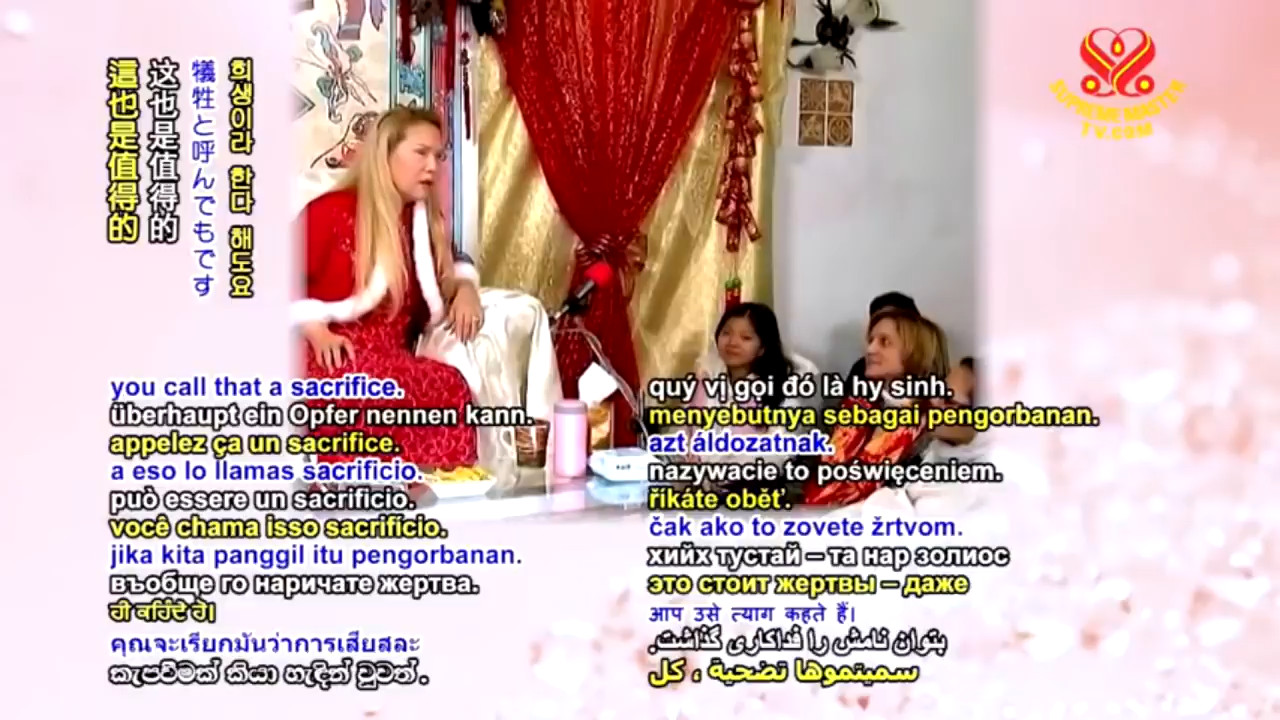 這也是值得的
这也是值得的
犠牲と呼んでもです
희생이라 한다 해도요
SUPREME MASTER
TV.COM
you call that a sacrifice.
überhaupt ein Opfer nennen kann.
appelez ça un sacrifice.
a eso lo llamas sacrificio.
può essere un sacrificio.
você chama isso sacrifício.
jika kita panggil itu pengorbanan.
въобще го наричате жертва.
ਹੀ ਕਹਿੰਦੇ ਹੋ।
คุณจะเรียกมันว่าการเสียสละ
කැපවීමක් කියා හැඳින් වුවත්.
quý vị gọi đó là hy sinh.
menyebutnya sebagai pengorbanan.
azt áldozatnak.
nazywacie to poświęceniem.
říkáte oběť.
čak ako to zovete žrtvom.
хийх тустай – та нар золиос
это стоит жертвы – даже
आप उसे त्याग कहते हैं।
بتوان نامش را فداکاری گذاشت.
سميتموها تضحية ، كل